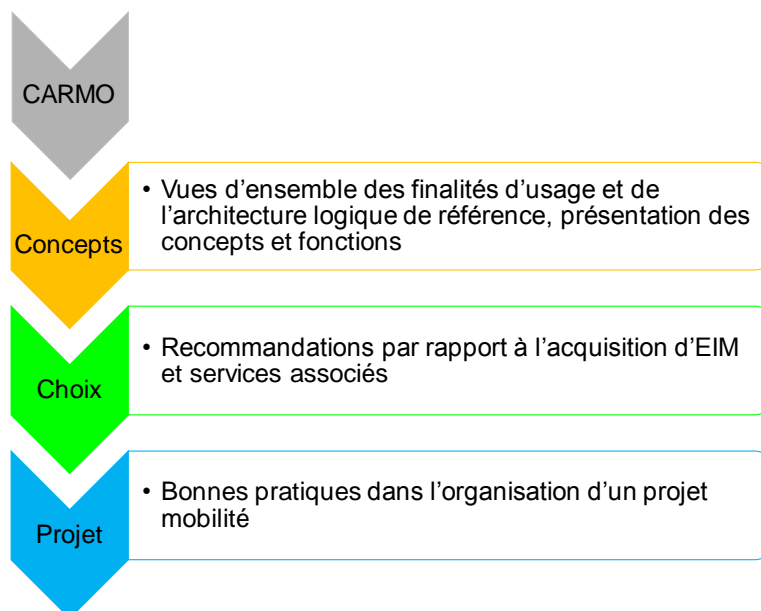 CARMO
Concepts
• Vues d’ensemble des finalités d’usage et de
l’architecture logique de référence, présentation des
concepts et fonctions
Choix
• Recommandations par rapport à l’acquisition d’EIM
et services associés
Projet
• Bonnes pratiques dans l’organisation d’un projet
mobilité